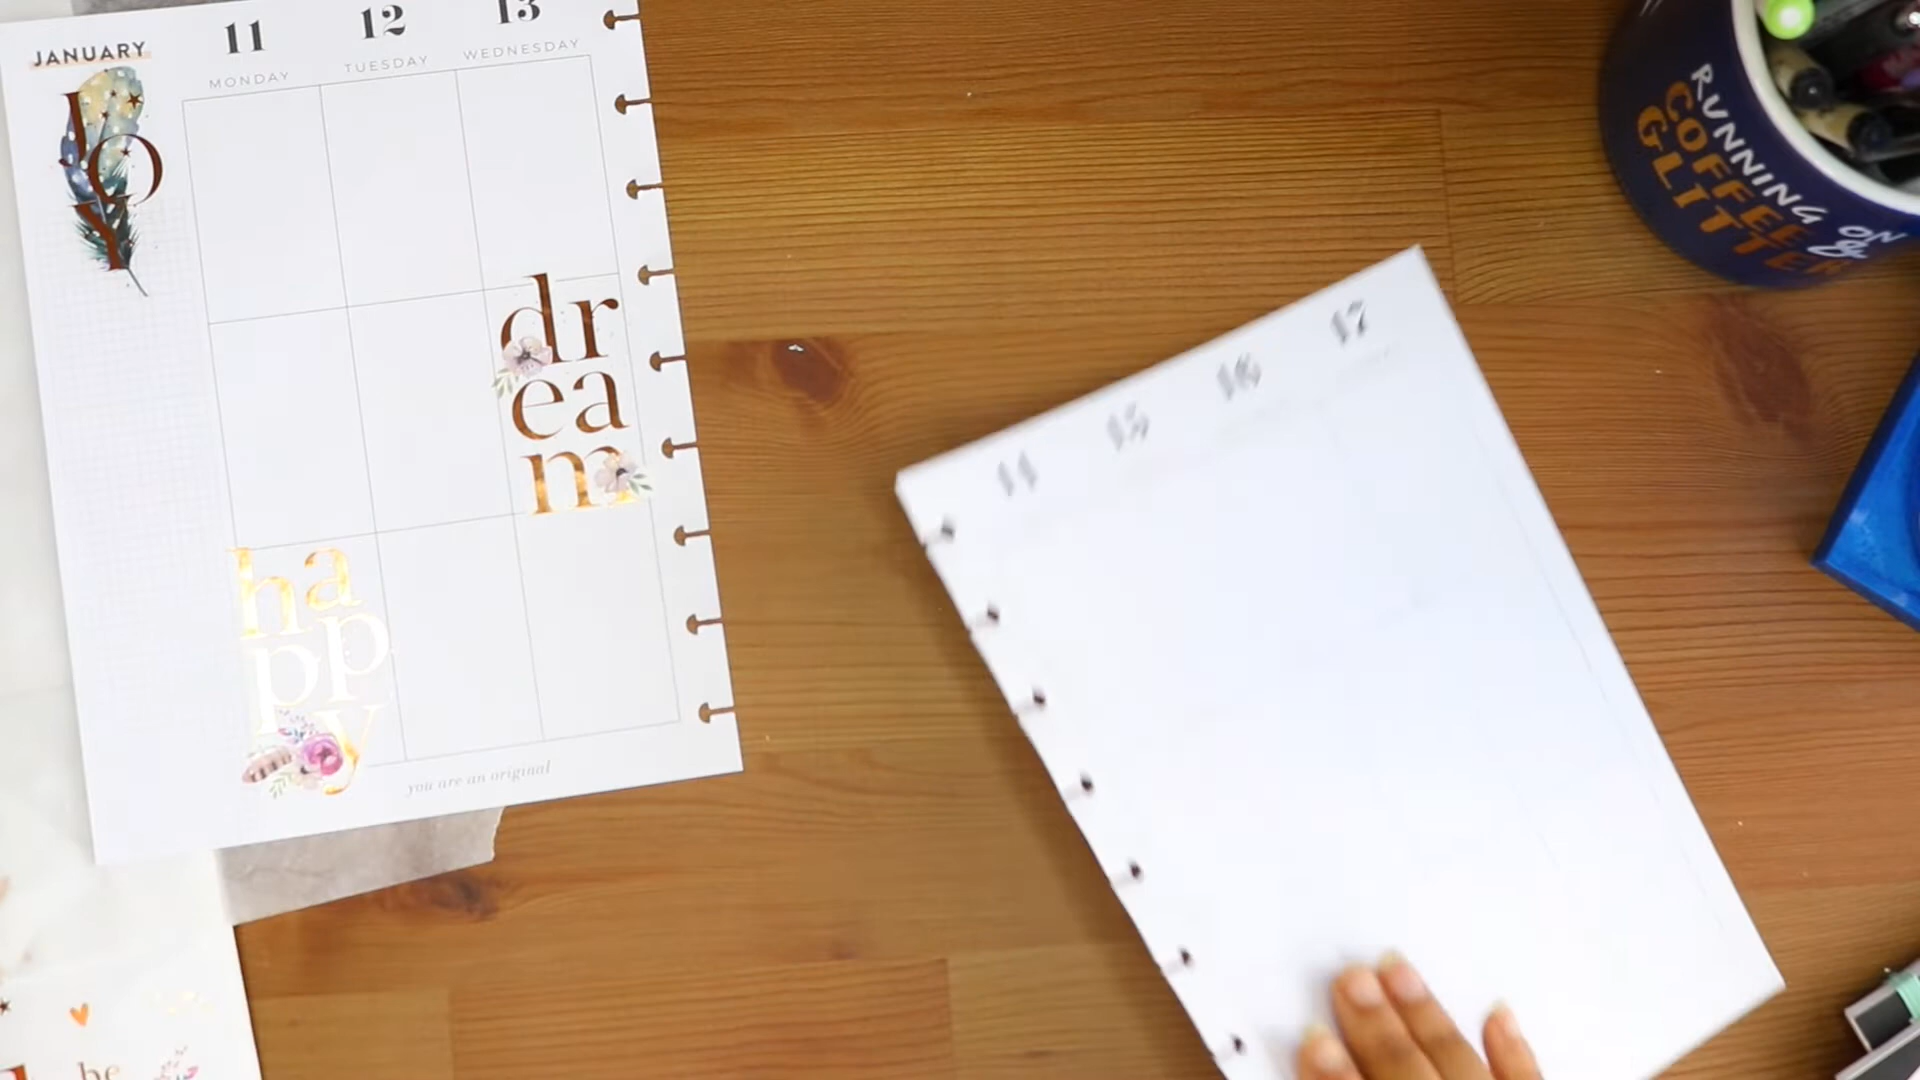 JANUARY
11
12
13
MONDAY
TUESDAY
WEDNESDAY
JOY
dr
ea
m
ha
pp
y
you are an original
be
15
16
17
RUNNING ON
COFFEE &
GLITTER